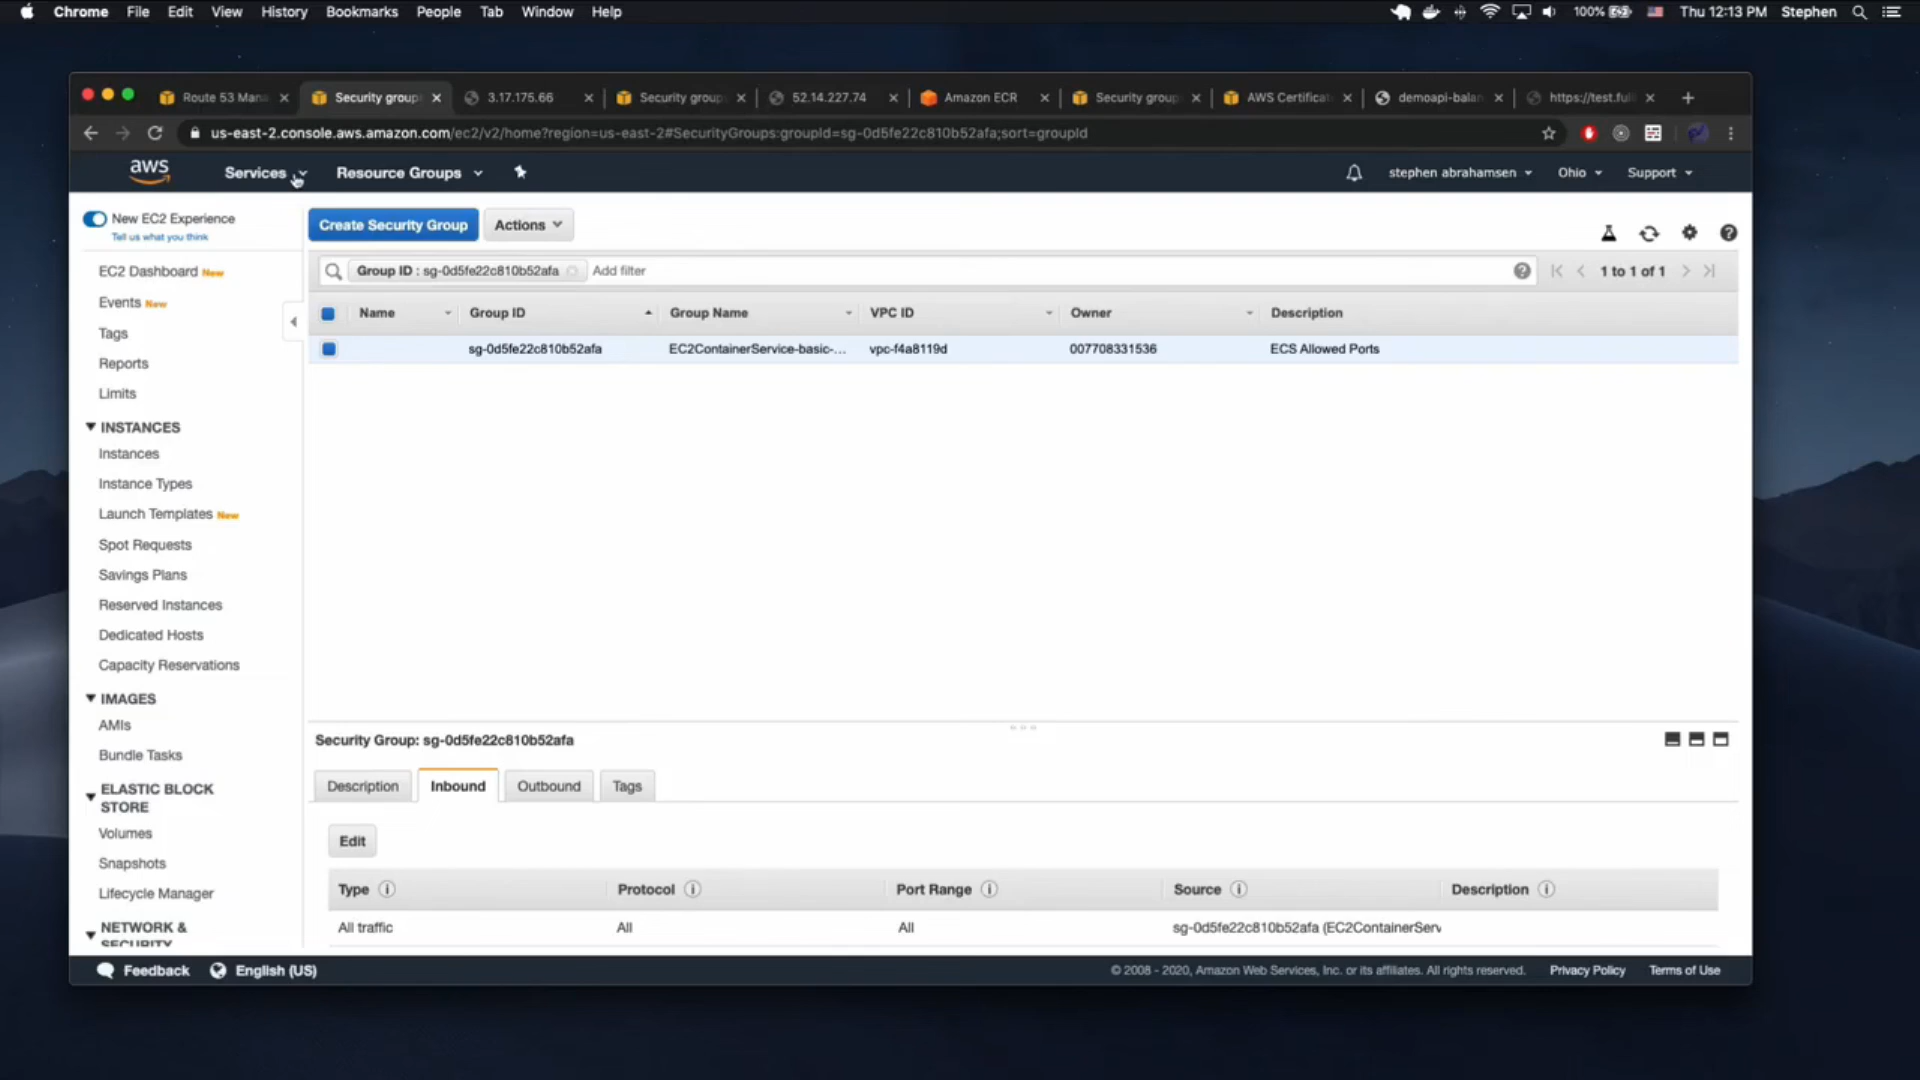 Chrome File Edit View History Bookmarks People Tab Window Help 100% Thu 12:13 PM Stephen
Route 53 Mana Security group 3.17.175.66 Security group 52.14.227.74 Amazon ECR Security group AWS Certificat demoapi-balan https://test.full
us-east-2.console.aws.amazon.com/ec2/v2/home?region=us-east-2#SecurityGroups:groupId=sg-0d5fe22c810b52afa;sort=groupId
aws Services Resource Groups stephen abrahamsen Ohio Support
New EC2 Experience
Tell us what you think
EC2 Dashboard New
Events New
Tags
Reports
Limits
INSTANCES
Instances
Instance Types
Launch Templates New
Spot Requests
Savings Plans
Reserved Instances
Dedicated Hosts
Capacity Reservations
IMAGES
AMIs
Bundle Tasks
ELASTIC BLOCK
STORE
Volumes
Snapshots
Lifecycle Manager
NETWORK &
SECURITY
Create Security Group Actions
Group ID : sg-0d5fe22c810b52afa Add filter 1 to 1 of 1
Name Group ID Group Name VPC ID Owner Description
sg-0d5fe22c810b52afa EC2ContainerService-basic-... vpc-f4a8119d 007708331536 ECS Allowed Ports
Security Group: sg-0d5fe22c810b52afa
Description Inbound Outbound Tags
Edit
Type Protocol Port Range Source Description
All traffic All All sg-0d5fe22c810b52afa (EC2ContainerServ
Feedback English (US) © 2008 - 2020, Amazon Web Services, Inc. or its affiliates. All rights reserved. Privacy Policy Terms of Use